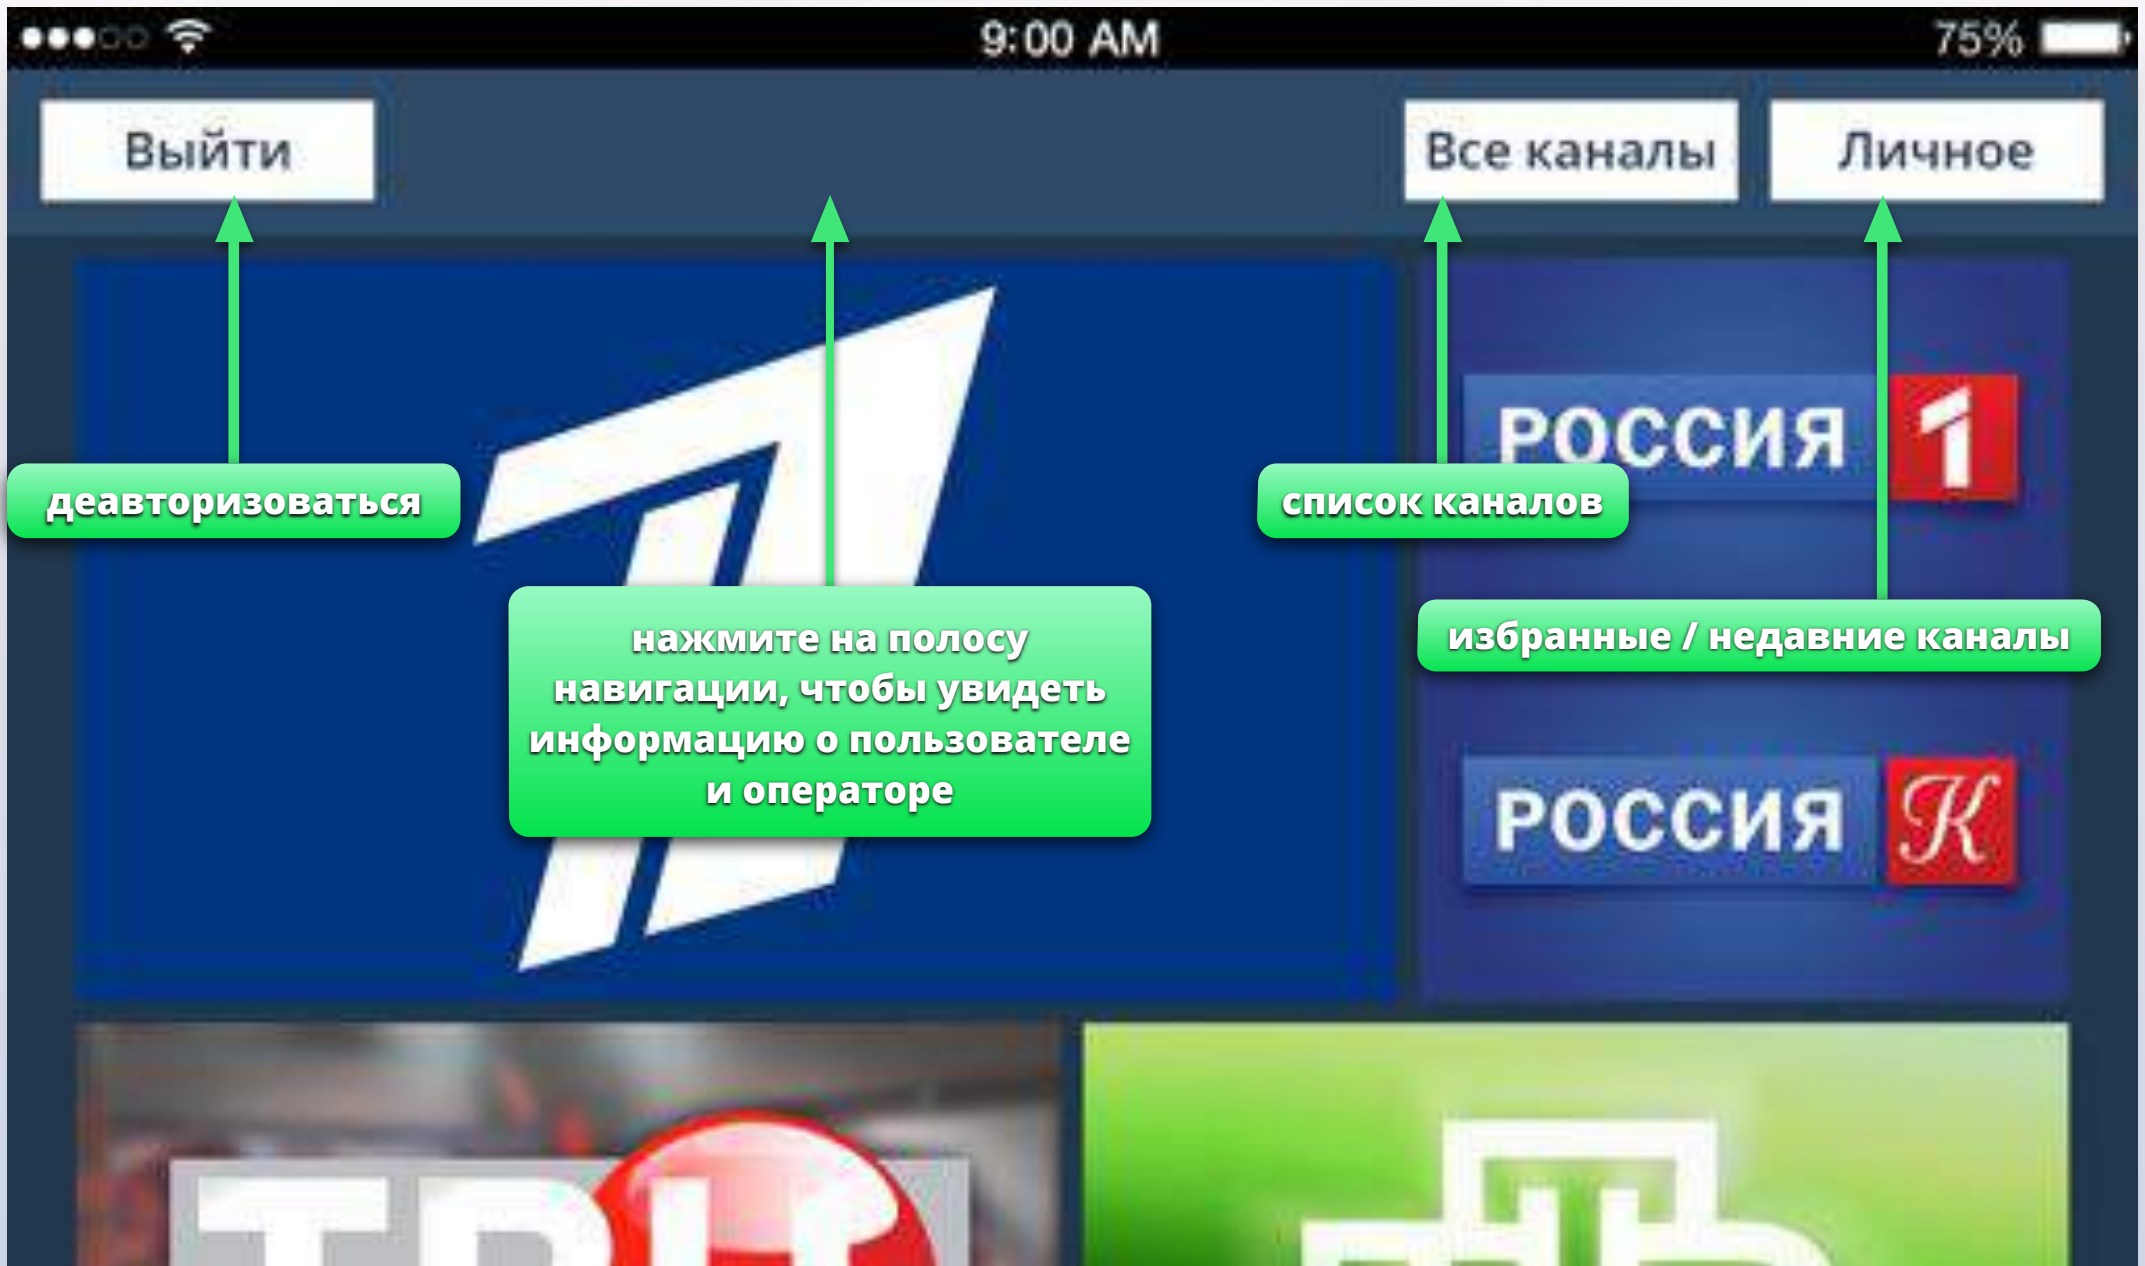 9:00 AM
75%
Выйти
Все каналы
Личное
РОССИЯ 1
деавторизоваться
список каналов
нажмите на полосу
навигации, чтобы увидеть
информацию о пользователе
и операторе
избранные / недавние каналы
РОССИЯ К